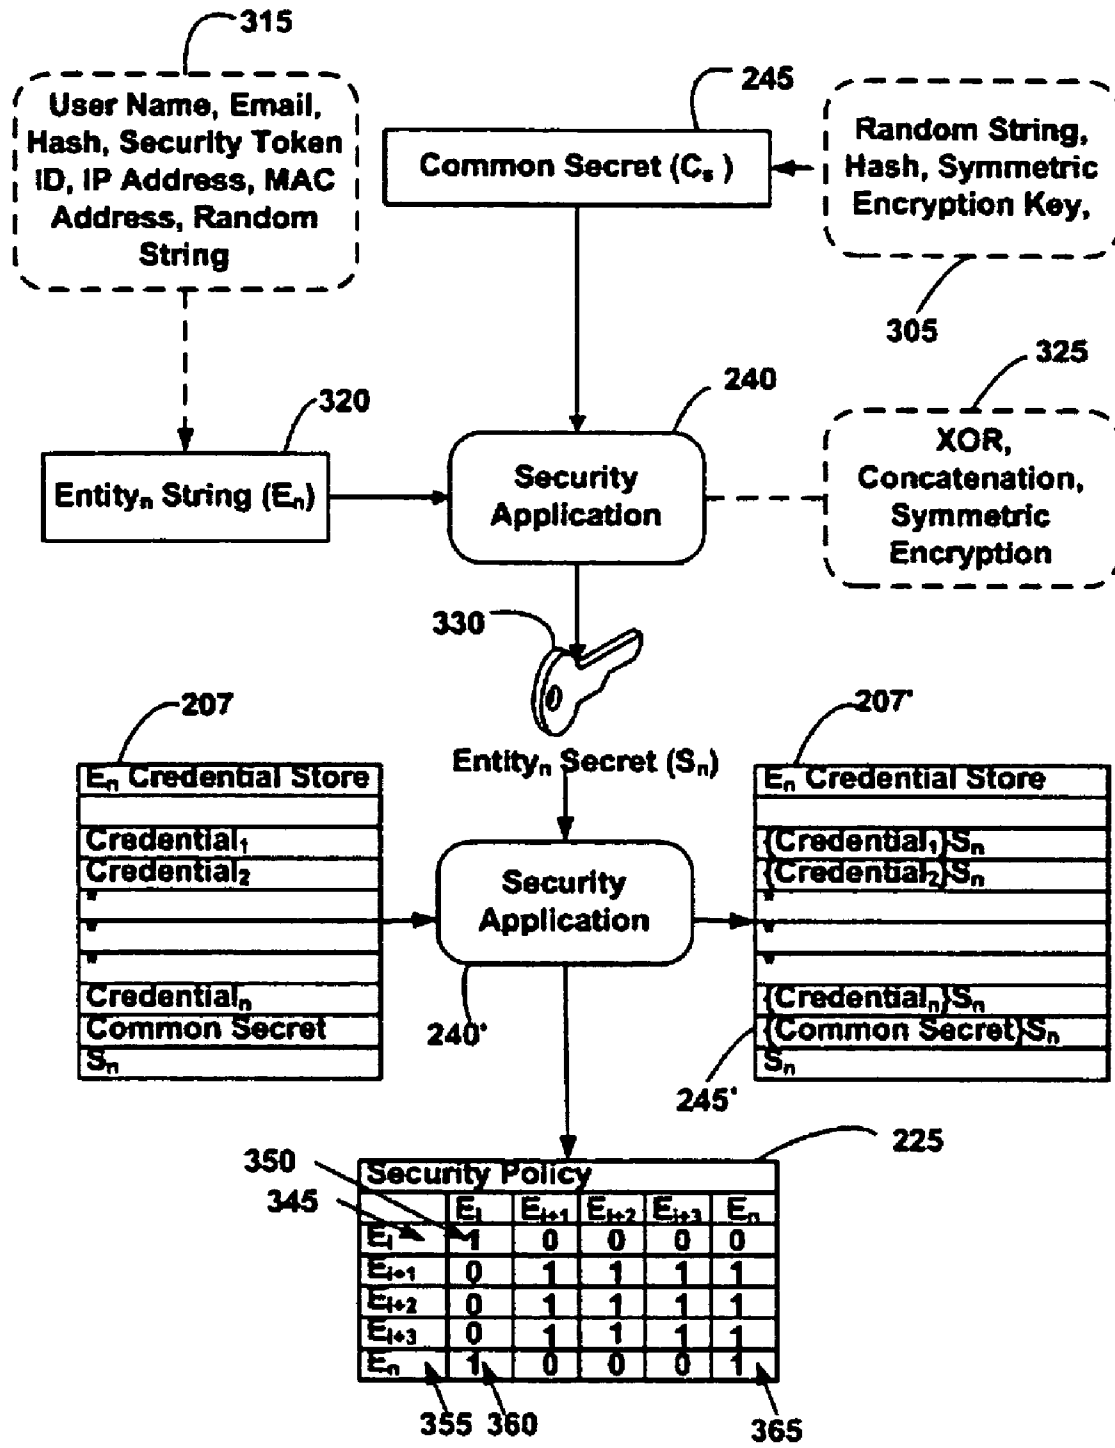 315
User Name, Email,
Hash, Security Token
ID, IP Address, MAC
Address, Random
String
245
Common Secret (Cs )
Random String,
Hash, Symmetric
Encryption Key,
305
325
320
240
Entityn String (En)
Security
Application
XOR,
Concatenation,
Symmetric
Encryption
330
Entityn Secret (Sn)
207
En Credential Store
Credential1
Credential2
*
*
*
Credentialn
Common Secret
Sn
Security
Application
240'
207'
En Credential Store
{Credential1}Sn
{Credential2}Sn
*
*
*
{Credentialn}Sn
{Common Secret}Sn
Sn
245'
225
350
345
Security Policy
Ei Ei+1 Ei+2 Ei+3 En
Ei 1 0 0 0 0
Ei+1 0 1 1 1 1
Ei+2 0 1 1 1 1
Ei+3 0 1 1 1 1
En 1 0 0 0 1
355 360 365